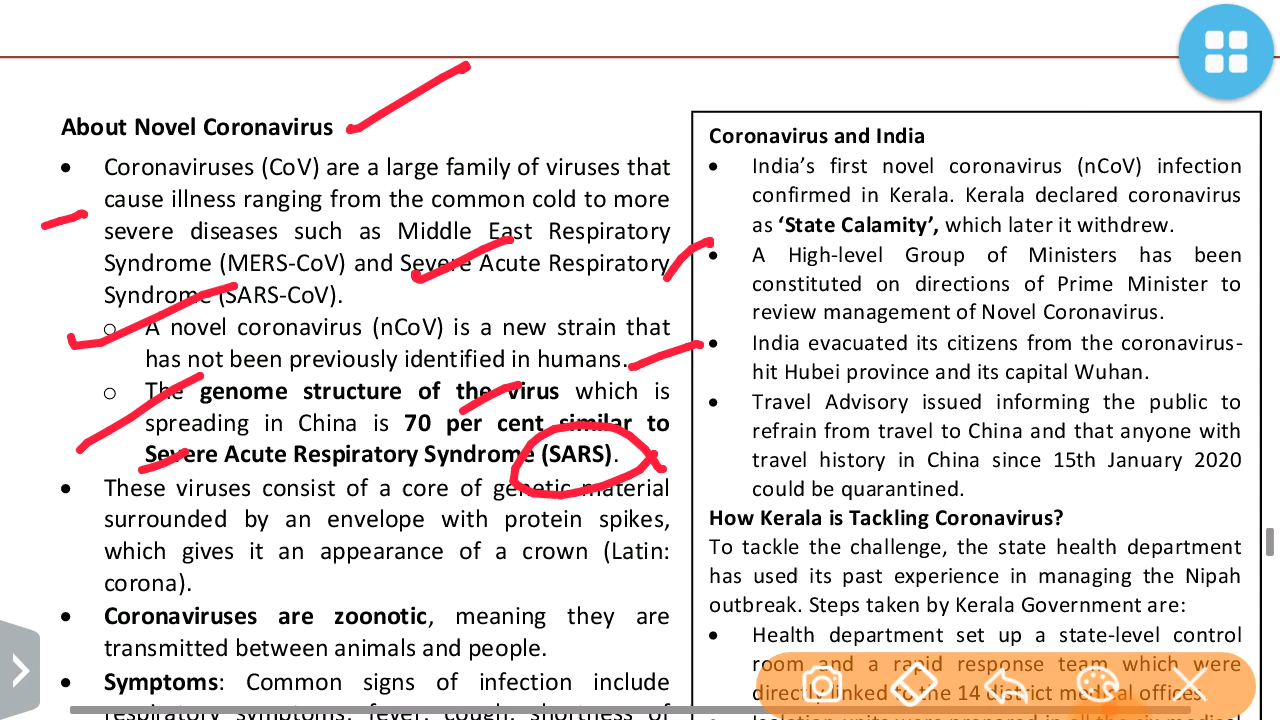 About Novel Coronavirus
• Coronaviruses (CoV) are a large family of viruses that
cause illness ranging from the common cold to more
severe diseases such as Middle East Respiratory
Syndrome (MERS-CoV) and Severe Acute Respiratory
Syndrome (SARS-CoV).
o A novel coronavirus (nCoV) is a new strain that
has not been previously identified in humans.
o The genome structure of the virus which is
spreading in China is 70 per cent similar to
Severe Acute Respiratory Syndrome (SARS).
• These viruses consist of a core of genetic material
surrounded by an envelope with protein spikes,
which gives it an appearance of a crown (Latin:
corona).
• Coronaviruses are zoonotic, meaning they are
transmitted between animals and people.
• Symptoms: Common signs of infection include
respiratory symptoms, fever, cough, shortness of
Coronavirus and India
• India's first novel coronavirus (nCoV) infection
confirmed in Kerala. Kerala declared coronavirus
as ‘State Calamity’, which later it withdrew.
• A High-level Group of Ministers has been
constituted on directions of Prime Minister to
review management of Novel Coronavirus.
• India evacuated its citizens from the coronavirus-
hit Hubei province and its capital Wuhan.
• Travel Advisory issued informing the public to
refrain from travel to China and that anyone with
travel history in China since 15th January 2020
could be quarantined.
How Kerala is Tackling Coronavirus?
To tackle the challenge, the state health department
has used its past experience in managing the Nipah
outbreak. Steps taken by Kerala Government are:
• Health department set up a state-level control
room and a rapid response team which were
directly linked to the 14 district medical offices.
• Isolation units were prepared in all